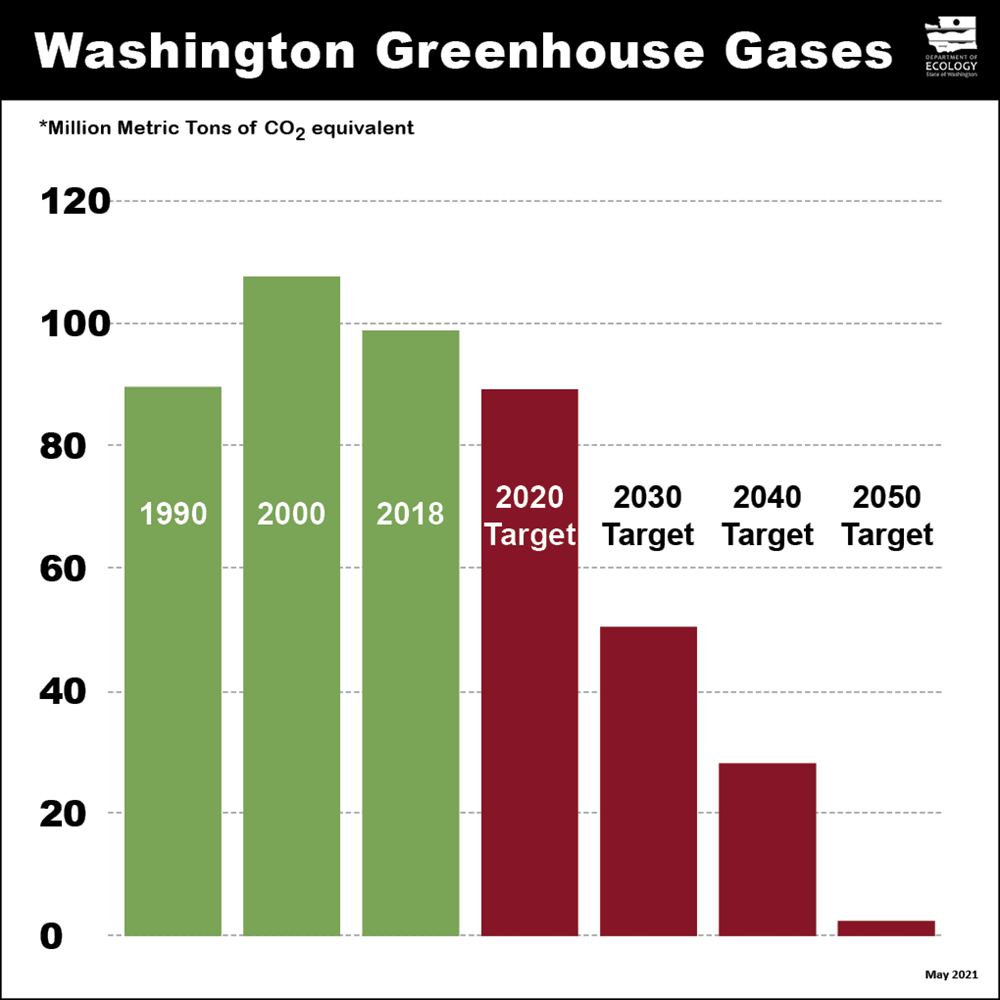 Washington Greenhouse Gases
DEPARTMENT OF
ECOLOGY
State of Washington
*Million Metric Tons of CO₂ equivalent
120
100
80
60
40
20
0
1990
2000
2018
2020
Target
2030
Target
2040
Target
2050
Target
May 2021